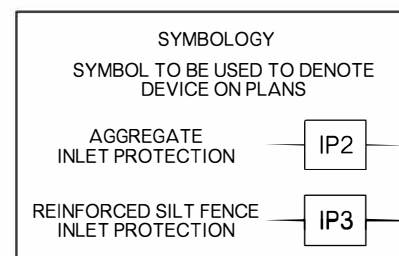 SYMBOLOGY
SYMBOL TO BE USED TO DENOTE
DEVICE ON PLANS
AGGREGATE
INLET PROTECTION
IP2
REINFORCED SILT FENCE
INLET PROTECTION
IP3